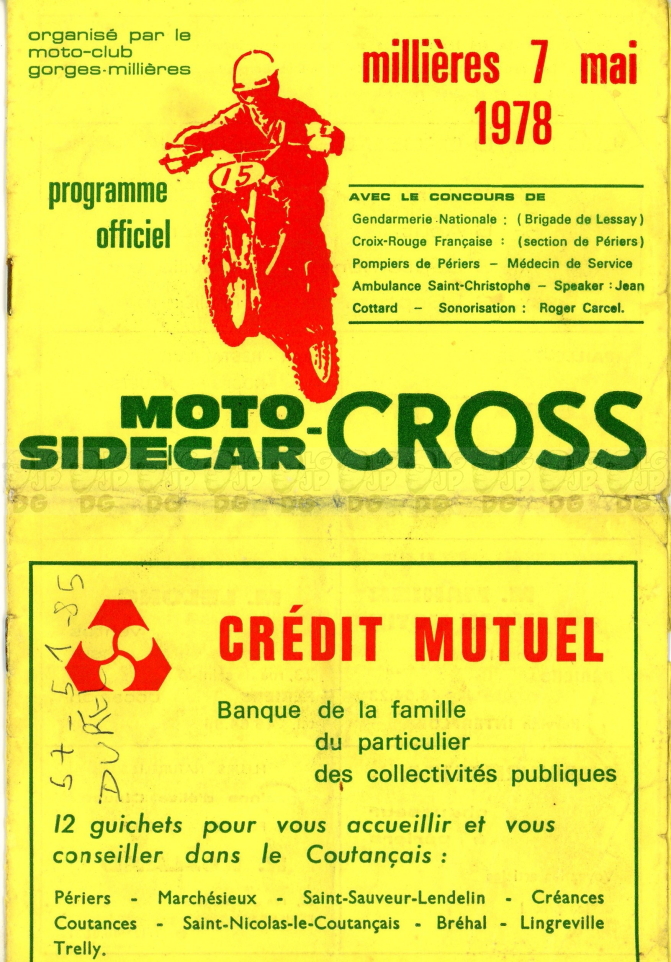 organisé par le
moto-club
gorges-millières
millières 7 mai
1978
programme
officiel
15
AVEC LE CONCOURS DE
Gendarmerie Nationale : (Brigade de Lessay)
Croix-Rouge Française : (section de Périers)
Pompiers de Périers – Médecin de Service
Ambulance Saint-Christophe – Speaker : Jean
Cottard – Sonorisation : Roger Carcel.
MOTO
SIDECAR-CROSS
CRÉDIT MUTUEL
Banque de la famille
du particulier
des collectivités publiques
12 guichets pour vous accueillir et vous
conseiller dans le Coutançais :
Périers - Marchésieux - Saint-Sauveur-Lendelin - Créances
Coutances - Saint-Nicolas-le-Coutançais - Bréhal - Lingreville
Trelly.